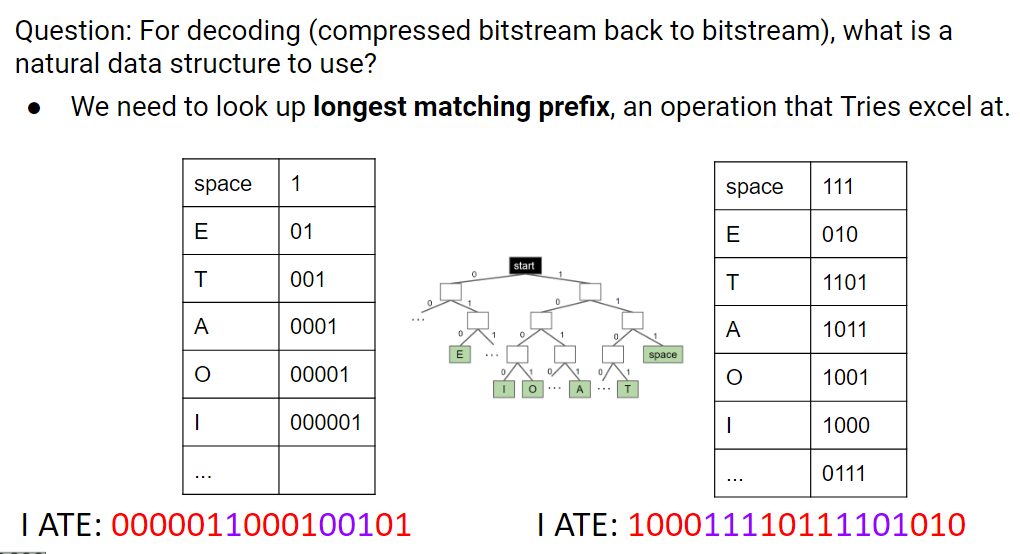 Question: For decoding (compressed bitstream back to bitstream), what is a
natural data structure to use?
● We need to look up longest matching prefix, an operation that Tries excel at.
space 1
E 01
T 001
A 0001
O 00001
I 000001
...
start
0 1
0 1 0 1
... 
0 1 0 1 0 1
E ... space
0 1 0 1 0 1
I O ... A ... T
space 111
E 010
T 1101
A 1011
O 1001
I 1000
... 0111
I ATE: 0000011000100101
I ATE: 100011110111101010